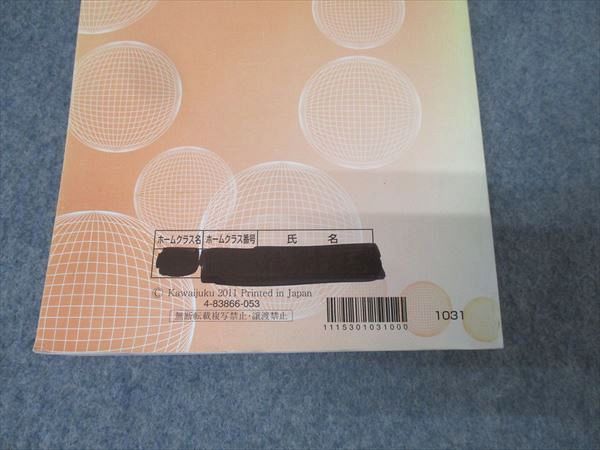 ホームクラス名 ホームクラス番号 氏 名
© Kawaijuku 2011 Printed in Japan
4-83866-053
無断転載複写禁止・譲渡禁止
1115301031000
1031